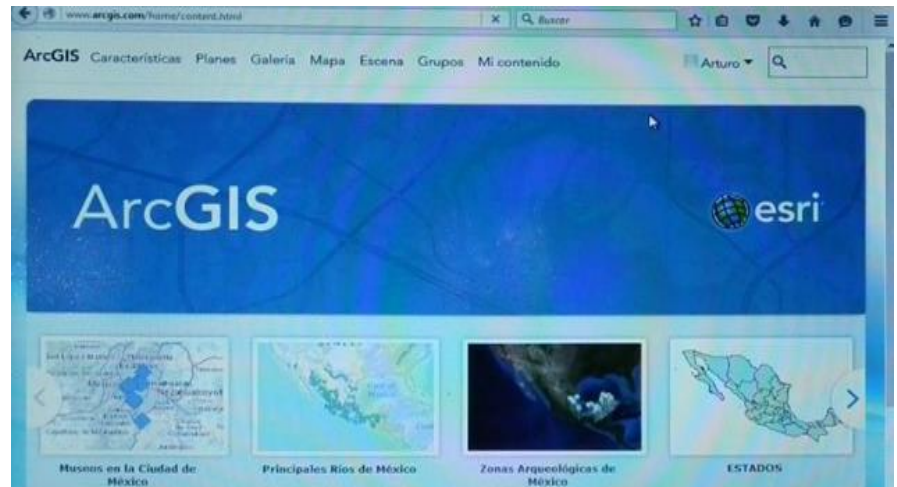 www.arcgis.com/home/content.html
Buscar
ArcGIS Características Planes Galería Mapa Escena Grupos Mi contenido
Arturo
ArcGIS
esri
Museos en la Ciudad de México
Principales Ríos de México
Zonas Arqueológicas de México
ESTADOS